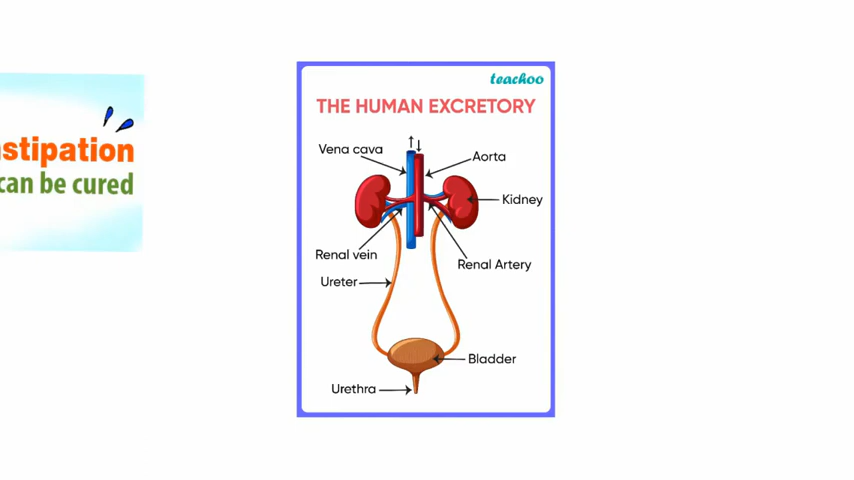 stipation
can be cured
teachoo
THE HUMAN EXCRETORY
Vena cava
Aorta
Kidney
Renal vein
Renal Artery
Ureter
Bladder
Urethra